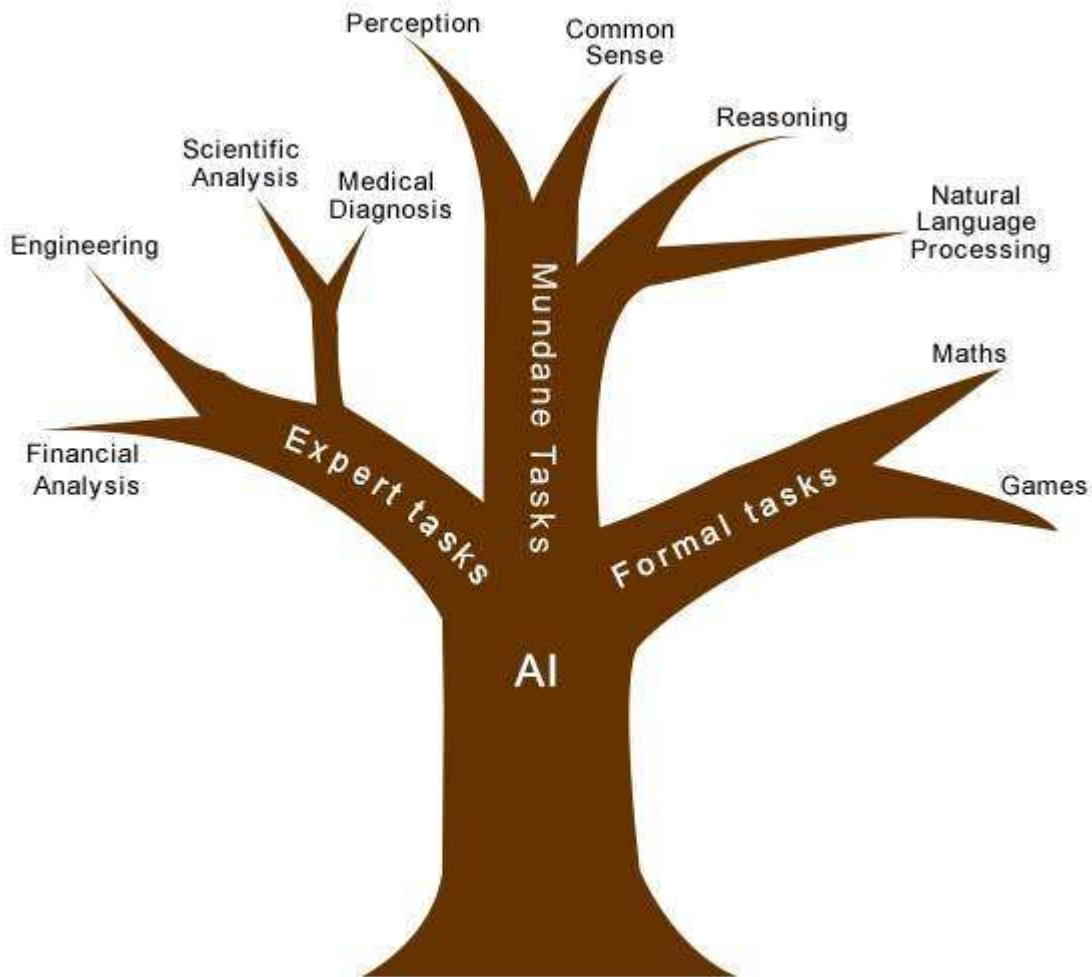 Perception
Common
Sense
Reasoning
Scientific
Analysis
Medical
Diagnosis
Natural
Language
Processing
Engineering
Mundane Tasks
Maths
Financial
Analysis
Expert tasks
Formal tasks
Games
AI